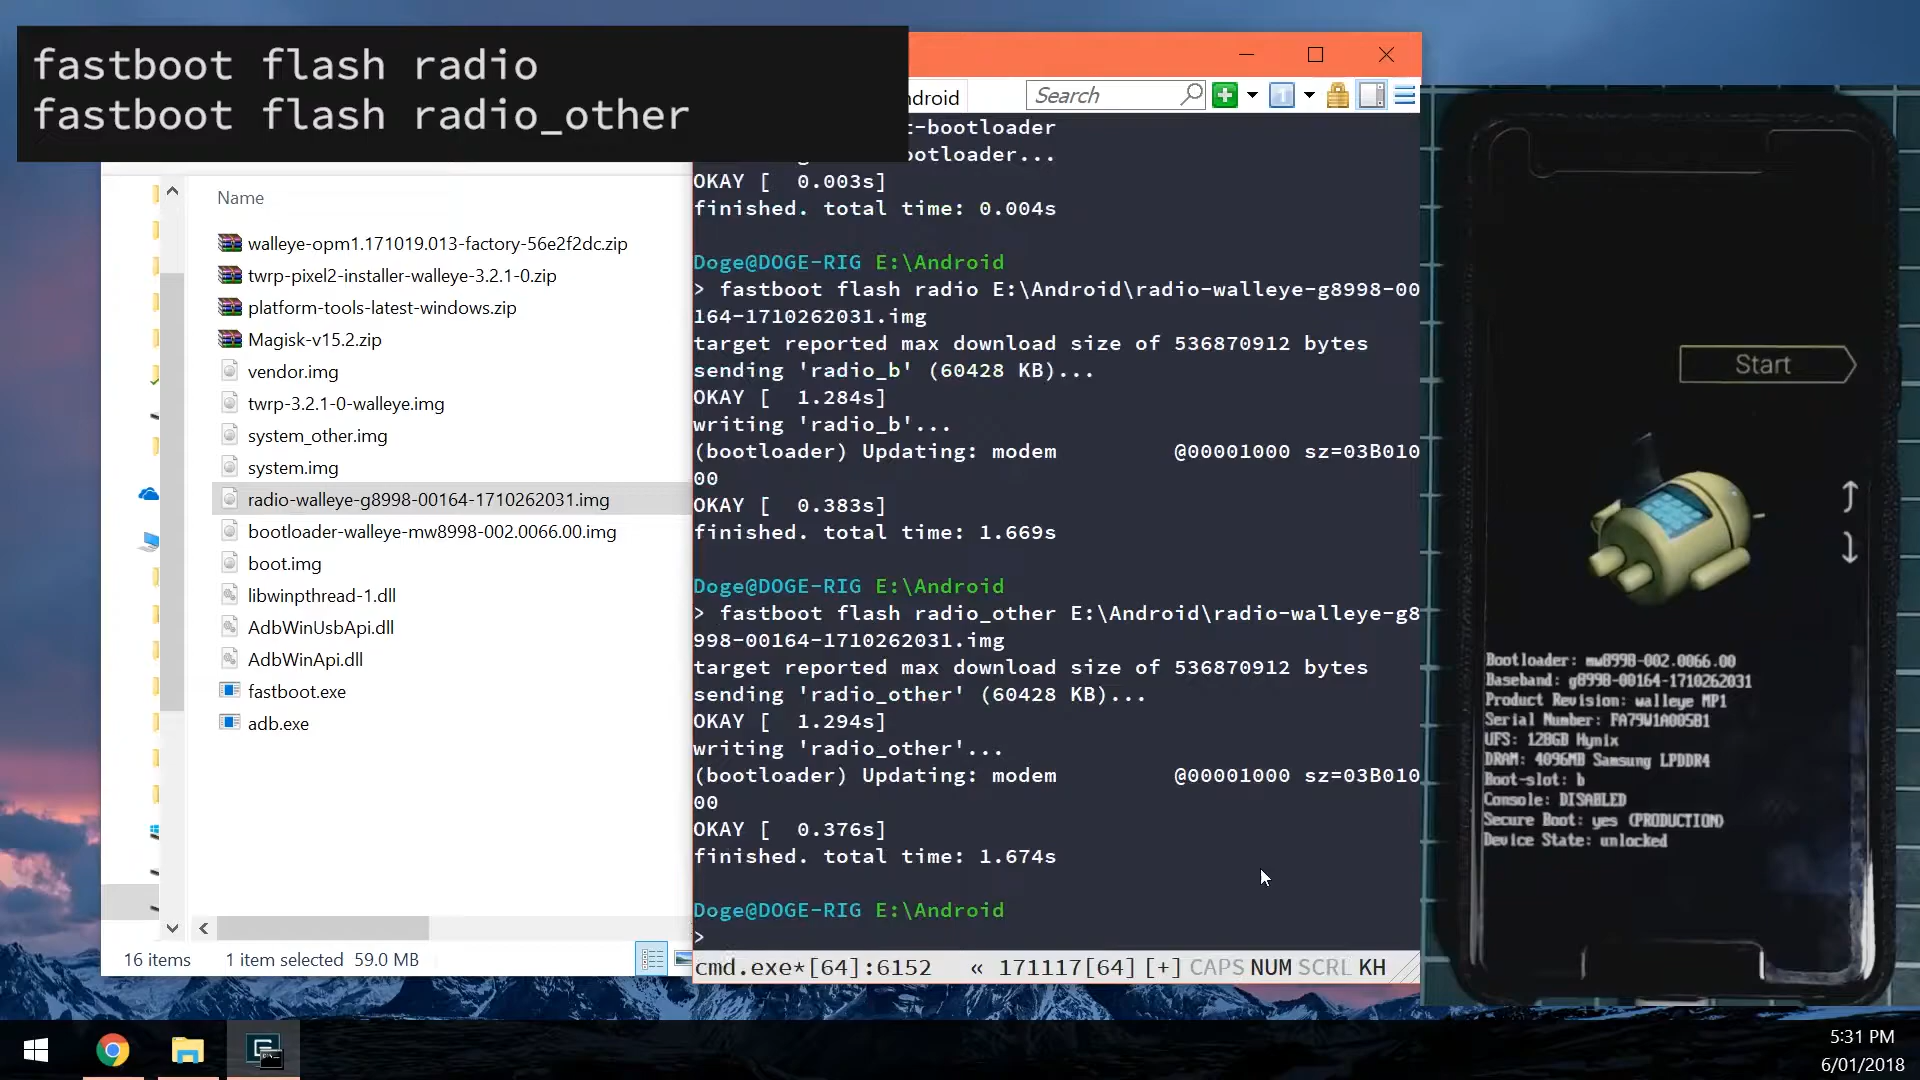 fastboot flash radio
fastboot flash radio_other
ndroid
Search
1
t-bootloader
ootloader...
OKAY [  0.003s]
finished. total time: 0.004s
Doge@DOGE-RIG E:\Android
> fastboot flash radio E:\Android\radio-walleye-g8998-00
164-1710262031.img
target reported max download size of 536870912 bytes
sending 'radio_b' (60428 KB)...
OKAY [  1.284s]
writing 'radio_b'...
(bootloader) Updating: modem         @00001000 sz=03B010
00
OKAY [  0.383s]
finished. total time: 1.669s
Doge@DOGE-RIG E:\Android
> fastboot flash radio_other E:\Android\radio-walleye-g8
998-00164-1710262031.img
target reported max download size of 536870912 bytes
sending 'radio_other' (60428 KB)...
OKAY [  1.294s]
writing 'radio_other'...
(bootloader) Updating: modem         @00001000 sz=03B010
00
OKAY [  0.376s]
finished. total time: 1.674s
Doge@DOGE-RIG E:\Android
>
cmd.exe*[64]:6152 « 171117[64] [+] CAPS NUM SCRL KH
Name
walleye-opm1.171019.013-factory-56e2f2dc.zip
twrp-pixel2-installer-walleye-3.2.1-0.zip
platform-tools-latest-windows.zip
Magisk-v15.2.zip
vendor.img
twrp-3.2.1-0-walleye.img
system_other.img
system.img
radio-walleye-g8998-00164-1710262031.img
bootloader-walleye-mw8998-002.0066.00.img
boot.img
libwinpthread-1.dll
AdbWinUsbApi.dll
AdbWinApi.dll
fastboot.exe
adb.exe
16 items 1 item selected 59.0 MB
Start
Bootloader: mw8998-002.0066.00
Baseband: g8998-00164-1710262031
Product Revision: walleye MP1
Serial Number: FA79W1A00581
UFS: 128GB Hynix
DRAM: 4096MB Samsung LPDDR4
Boot-slot: b
Console: DISABLED
Secure Boot: yes (PRODUCTION)
Device State: unlocked
5:31 PM
6/01/2018